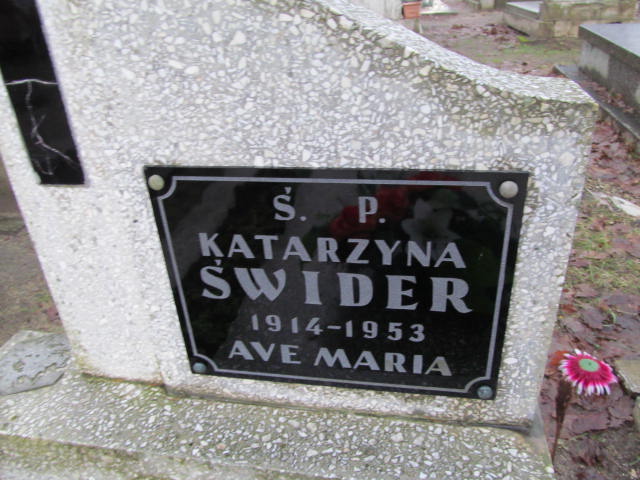 Ś. P.
KATARZYNA
ŚWIDER
1914-1953
AVE MARIA